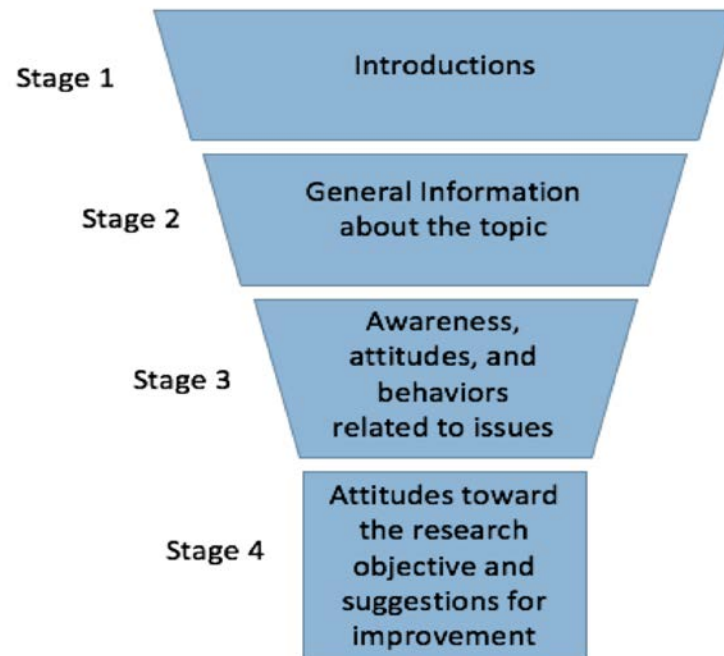 Stage 1
Introductions
Stage 2
General Information
about the topic
Stage 3
Awareness,
attitudes, and
behaviors
related to issues
Stage 4
Attitudes toward
the research
objective and
suggestions for
improvement